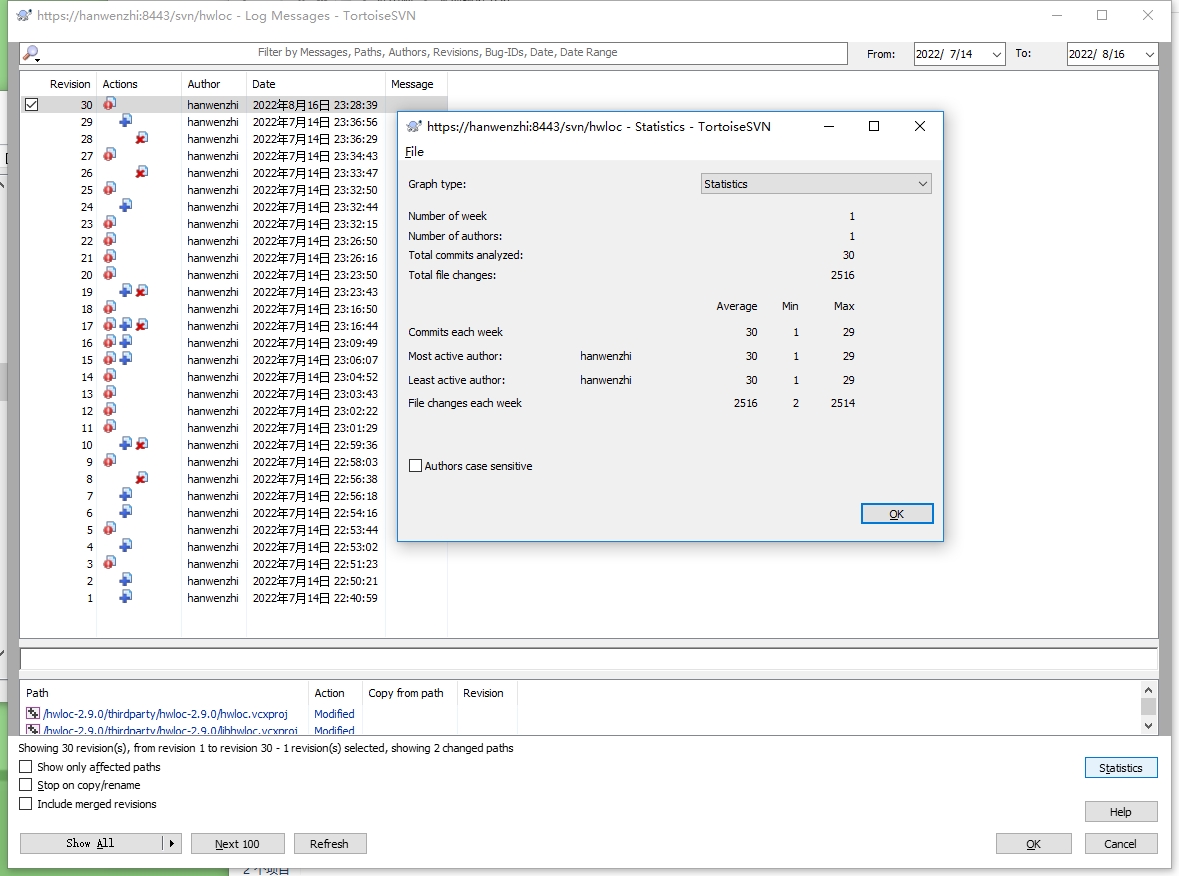 https://hanwenzhi:8443/svn/hwloc - Log Messages - TortoiseSVN
Filter by Messages, Paths, Authors, Revisions, Bug-IDs, Date, Date Range
From: 2022/ 7/14 To: 2022/ 8/16
Revision Actions Author Date Message
30 hanwenzhi 2022年8月16日 23:28:39
29 hanwenzhi 2022年7月14日 23:36:56
28 hanwenzhi 2022年7月14日 23:36:29
27 hanwenzhi 2022年7月14日 23:34:43
26 hanwenzhi 2022年7月14日 23:33:47
25 hanwenzhi 2022年7月14日 23:32:50
24 hanwenzhi 2022年7月14日 23:32:44
23 hanwenzhi 2022年7月14日 23:32:15
22 hanwenzhi 2022年7月14日 23:26:50
21 hanwenzhi 2022年7月14日 23:26:16
20 hanwenzhi 2022年7月14日 23:23:50
19 hanwenzhi 2022年7月14日 23:23:43
18 hanwenzhi 2022年7月14日 23:16:50
17 hanwenzhi 2022年7月14日 23:16:44
16 hanwenzhi 2022年7月14日 23:09:49
15 hanwenzhi 2022年7月14日 23:06:07
14 hanwenzhi 2022年7月14日 23:04:52
13 hanwenzhi 2022年7月14日 23:03:43
12 hanwenzhi 2022年7月14日 23:02:22
11 hanwenzhi 2022年7月14日 23:01:29
10 hanwenzhi 2022年7月14日 22:59:36
9 hanwenzhi 2022年7月14日 22:58:03
8 hanwenzhi 2022年7月14日 22:56:38
7 hanwenzhi 2022年7月14日 22:56:18
6 hanwenzhi 2022年7月14日 22:54:16
5 hanwenzhi 2022年7月14日 22:53:44
4 hanwenzhi 2022年7月14日 22:53:02
3 hanwenzhi 2022年7月14日 22:51:23
2 hanwenzhi 2022年7月14日 22:50:21
1 hanwenzhi 2022年7月14日 22:40:59
https://hanwenzhi:8443/svn/hwloc - Statistics - TortoiseSVN
File
Graph type: Statistics
Number of week 1
Number of authors: 1
Total commits analyzed: 30
Total file changes: 2516
Average Min Max
Commits each week 30 1 29
Most active author: hanwenzhi 30 1 29
Least active author: hanwenzhi 30 1 29
File changes each week 2516 2 2514
Authors case sensitive
OK
Path Action Copy from path Revision
/hwloc-2.9.0/thirdparty/hwloc-2.9.0/hwloc.vcxproj Modified
/hwloc-2.9.0/thirdparty/hwloc-2.9.0/libhwloc.vcxproj Modified
Showing 30 revision(s), from revision 1 to revision 30 - 1 revision(s) selected, showing 2 changed paths
Show only affected paths
Statistics
Stop on copy/rename
Include merged revisions
Help
Show All Next 100 Refresh OK Cancel
2 个项目